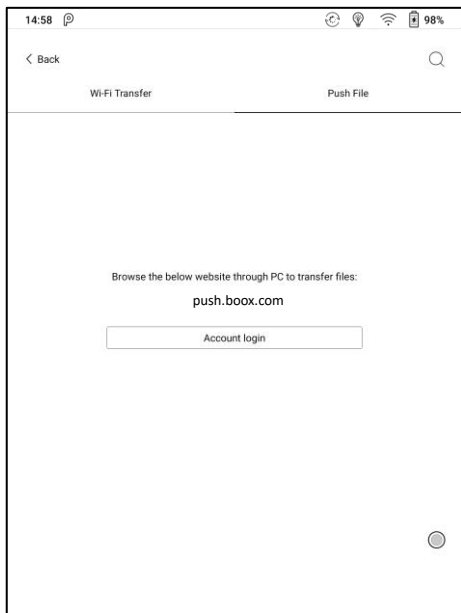 14:58 98%
Back
Wi-Fi Transfer Push File
Browse the below website through PC to transfer files:
push.boox.com
Account login